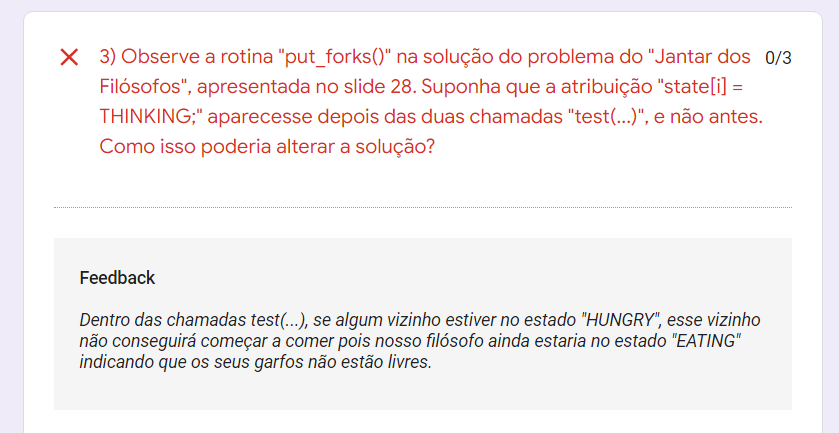 3) Observe a rotina "put_forks()" na solução do problema do "Jantar dos 0/3
Filósofos", apresentada no slide 28. Suponha que a atribuição "state[i] =
THINKING;" aparecesse depois das duas chamadas "test(...)", e não antes.
Como isso poderia alterar a solução?
Feedback
Dentro das chamadas test(...), se algum vizinho estiver no estado "HUNGRY", esse vizinho
não conseguirá começar a comer pois nosso filósofo ainda estaria no estado "EATING"
indicando que os seus garfos não estão livres.